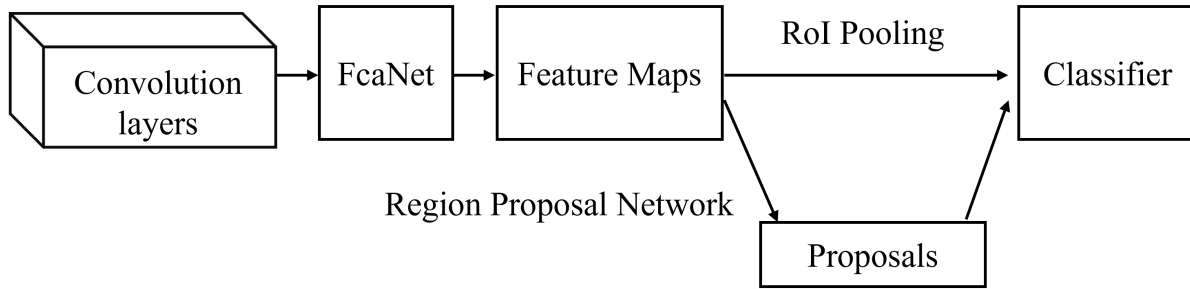 Convolution
layers
FcaNet
Feature Maps
RoI Pooling
Classifier
Region Proposal Network
Proposals